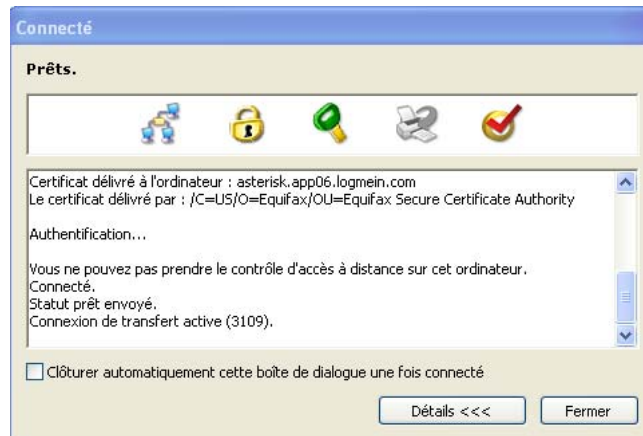 Connecté
Prêts.
Certificat délivré à l'ordinateur : asterisk.app06.logmein.com
Le certificat délivré par : /C=US/O=Equifax/OU=Equifax Secure Certificate Authority
Authentification...
Vous ne pouvez pas prendre le contrôle d'accès à distance sur cet ordinateur.
Connecté.
Statut prêt envoyé.
Connexion de transfert active (3109).
Clôturer automatiquement cette boîte de dialogue une fois connecté
Détails <<<
Fermer